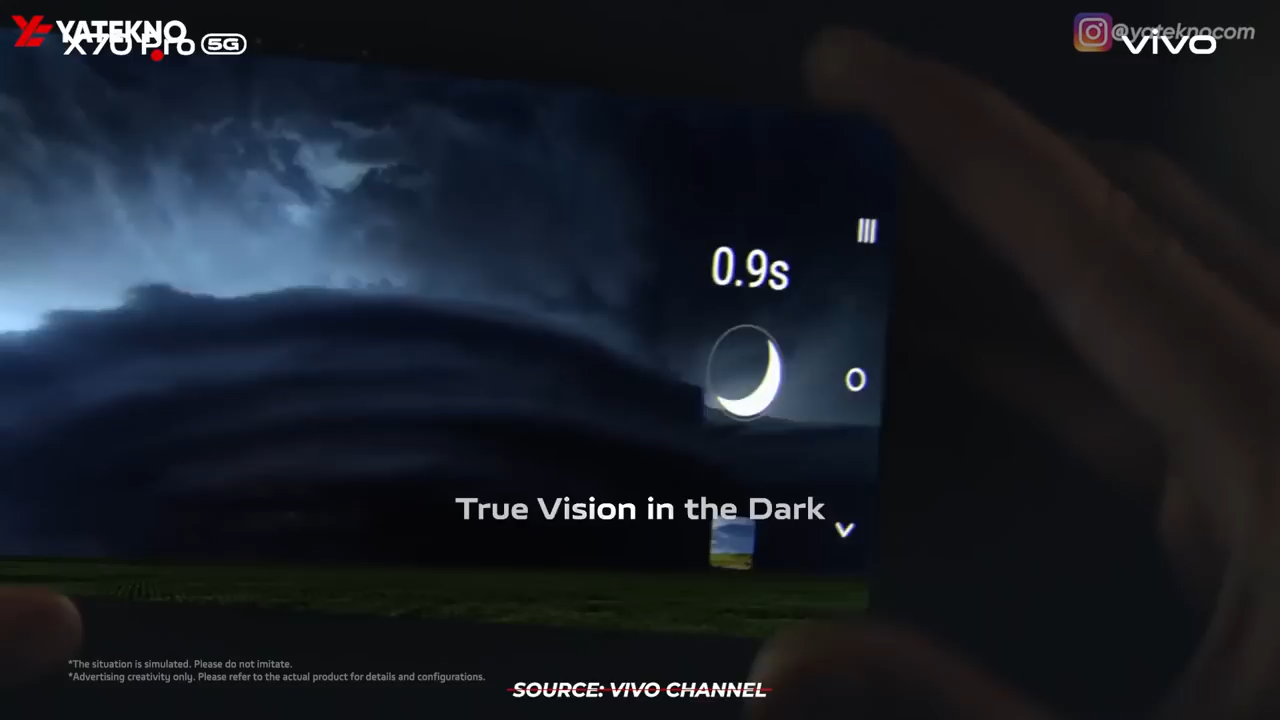 YATEKNO
X70 Pro 5G
@yateknocom
vivo
0.9s
True Vision in the Dark
*The situation is simulated. Please do not imitate.
*Advertising creativity only. Please refer to the actual product for details and configurations.
SOURCE: VIVO CHANNEL